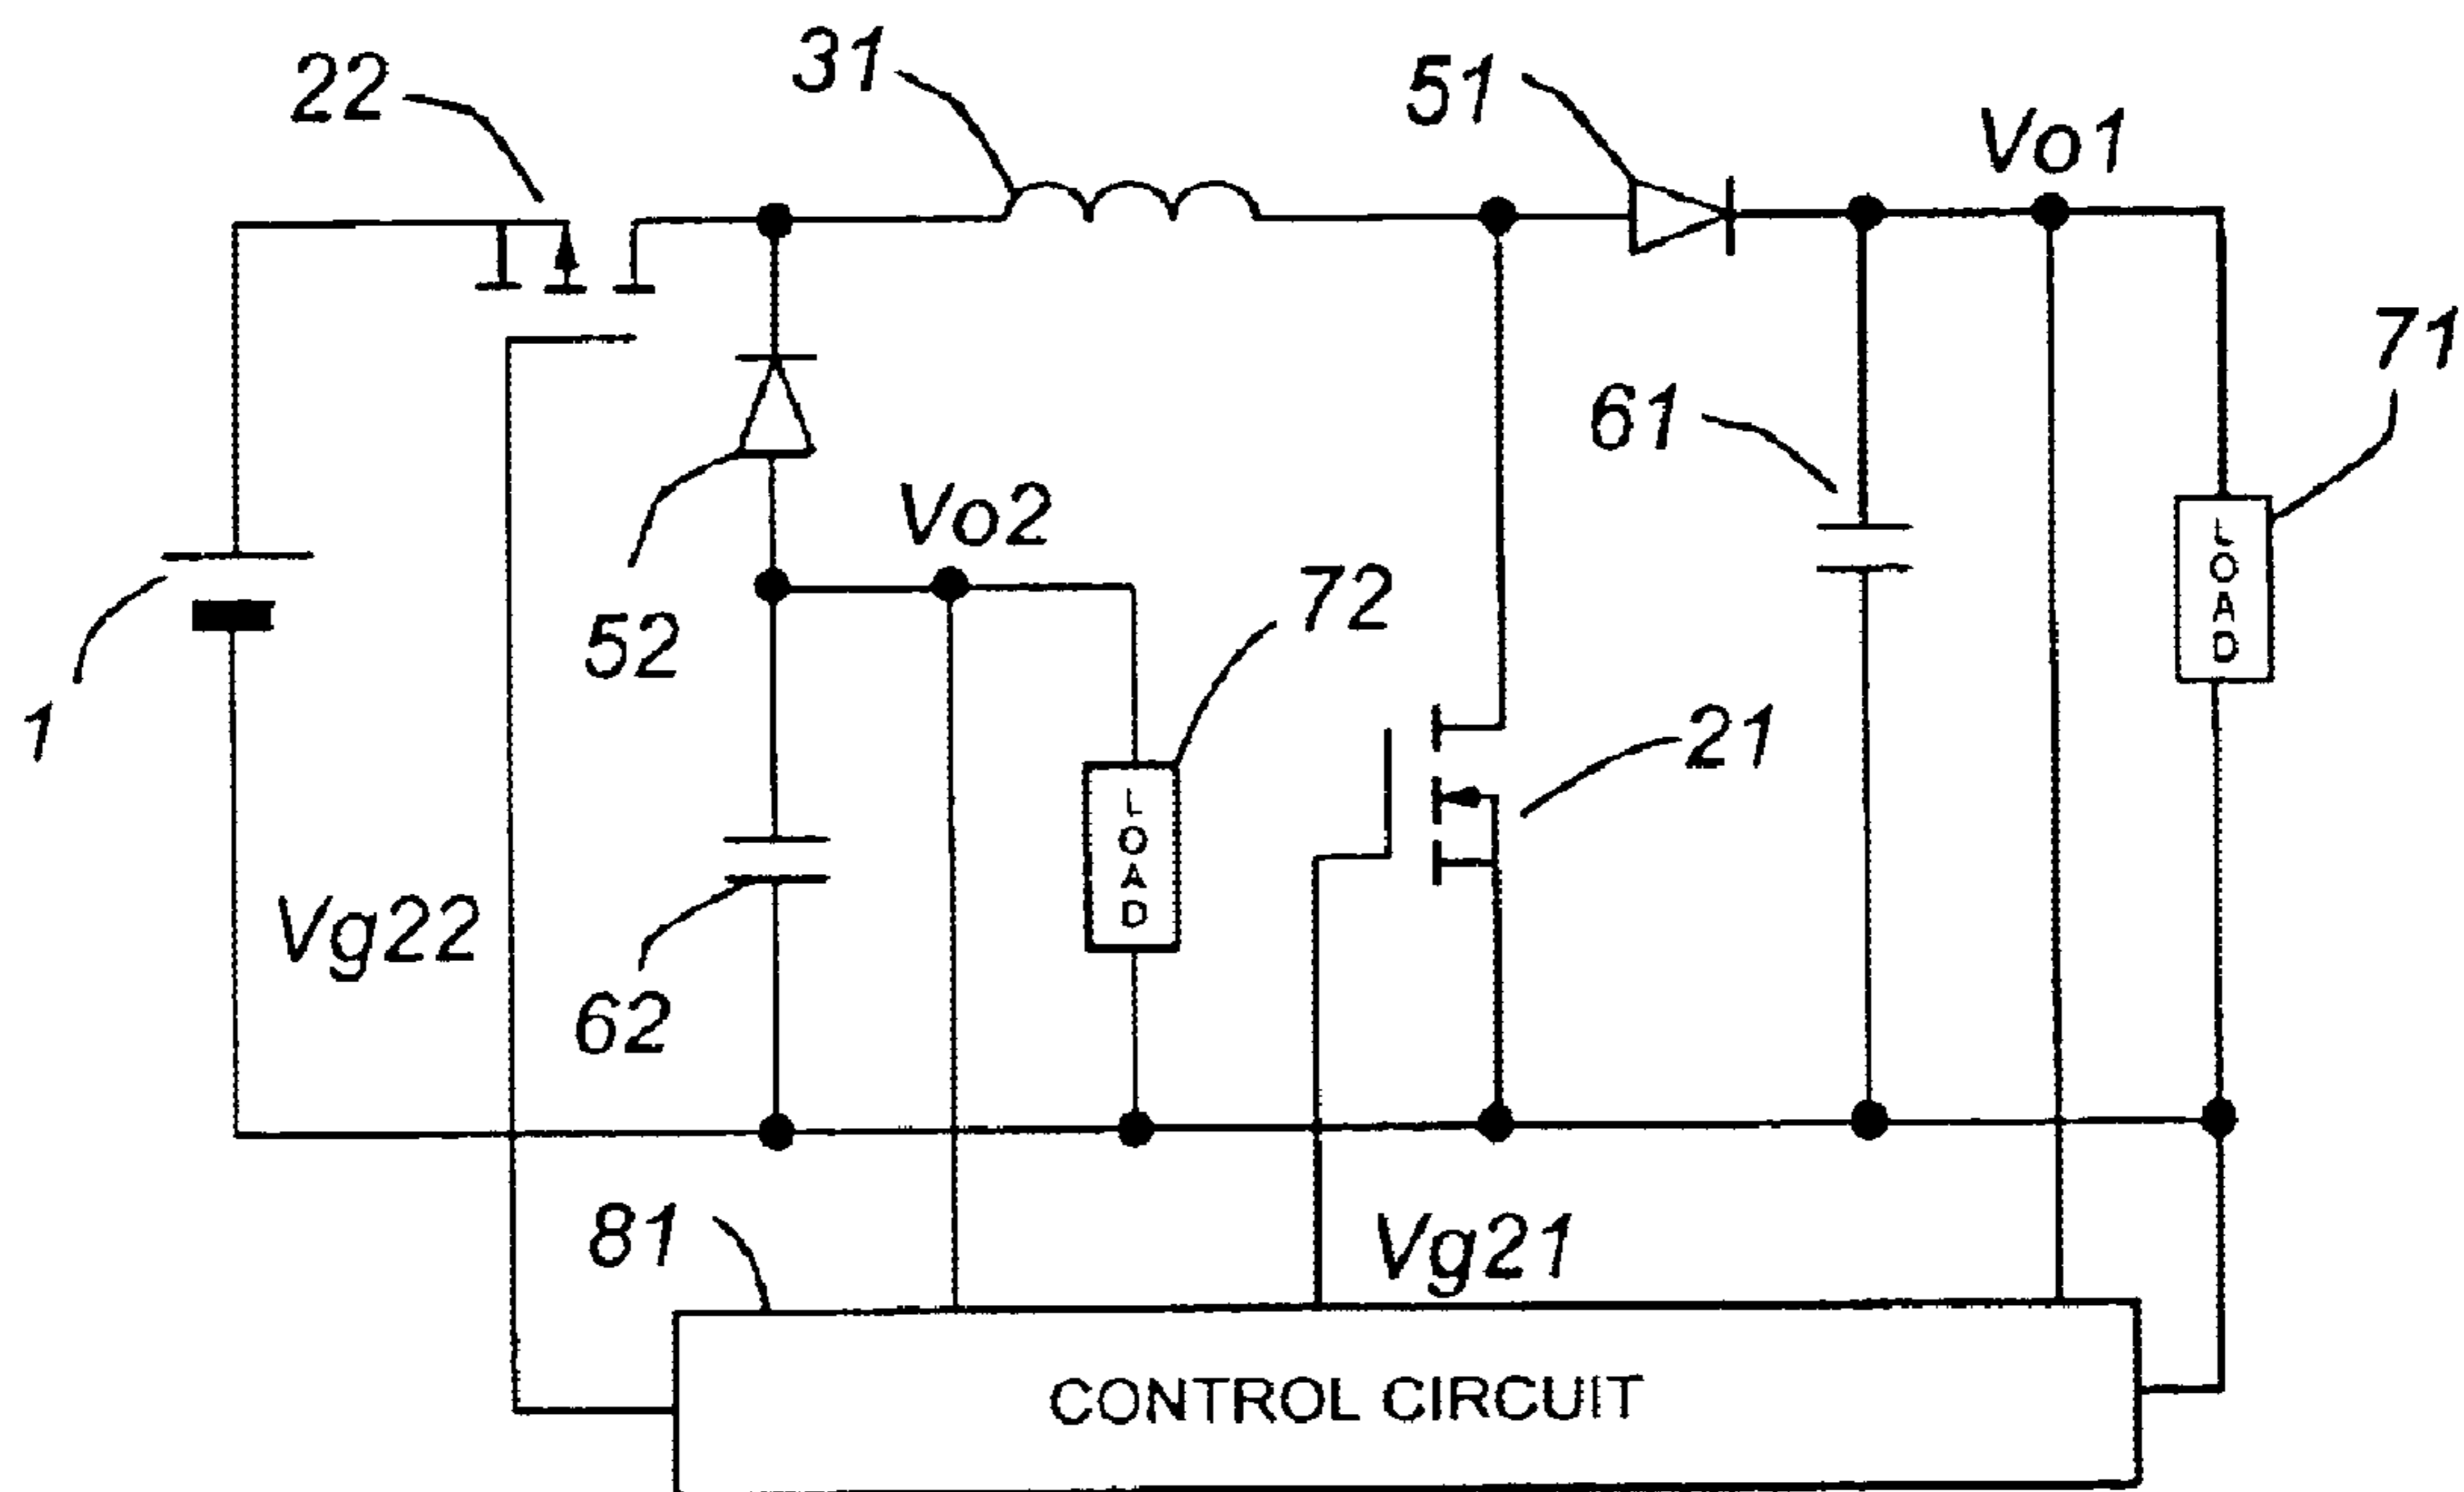 22
31
51
Vo1
71
61
Vo2
72
52
1
21
LOAD
LOAD
Vg22
62
81
Vg21
CONTROL CIRCUIT